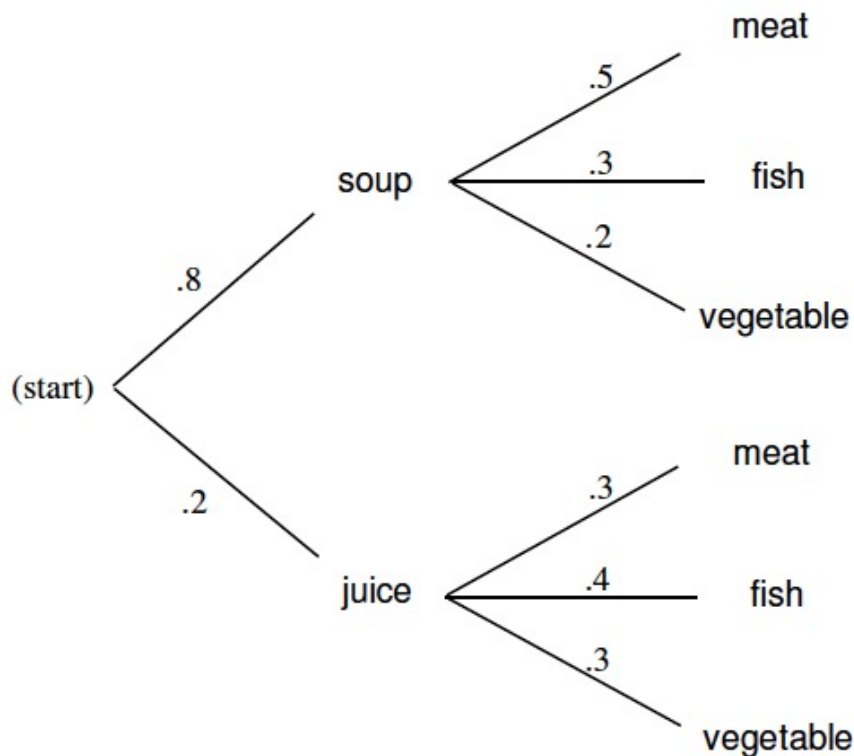 meat
.5
soup
.3
fish
.2
.8
vegetable
(start)
meat
.3
.2
juice
.4
fish
.3
vegetable